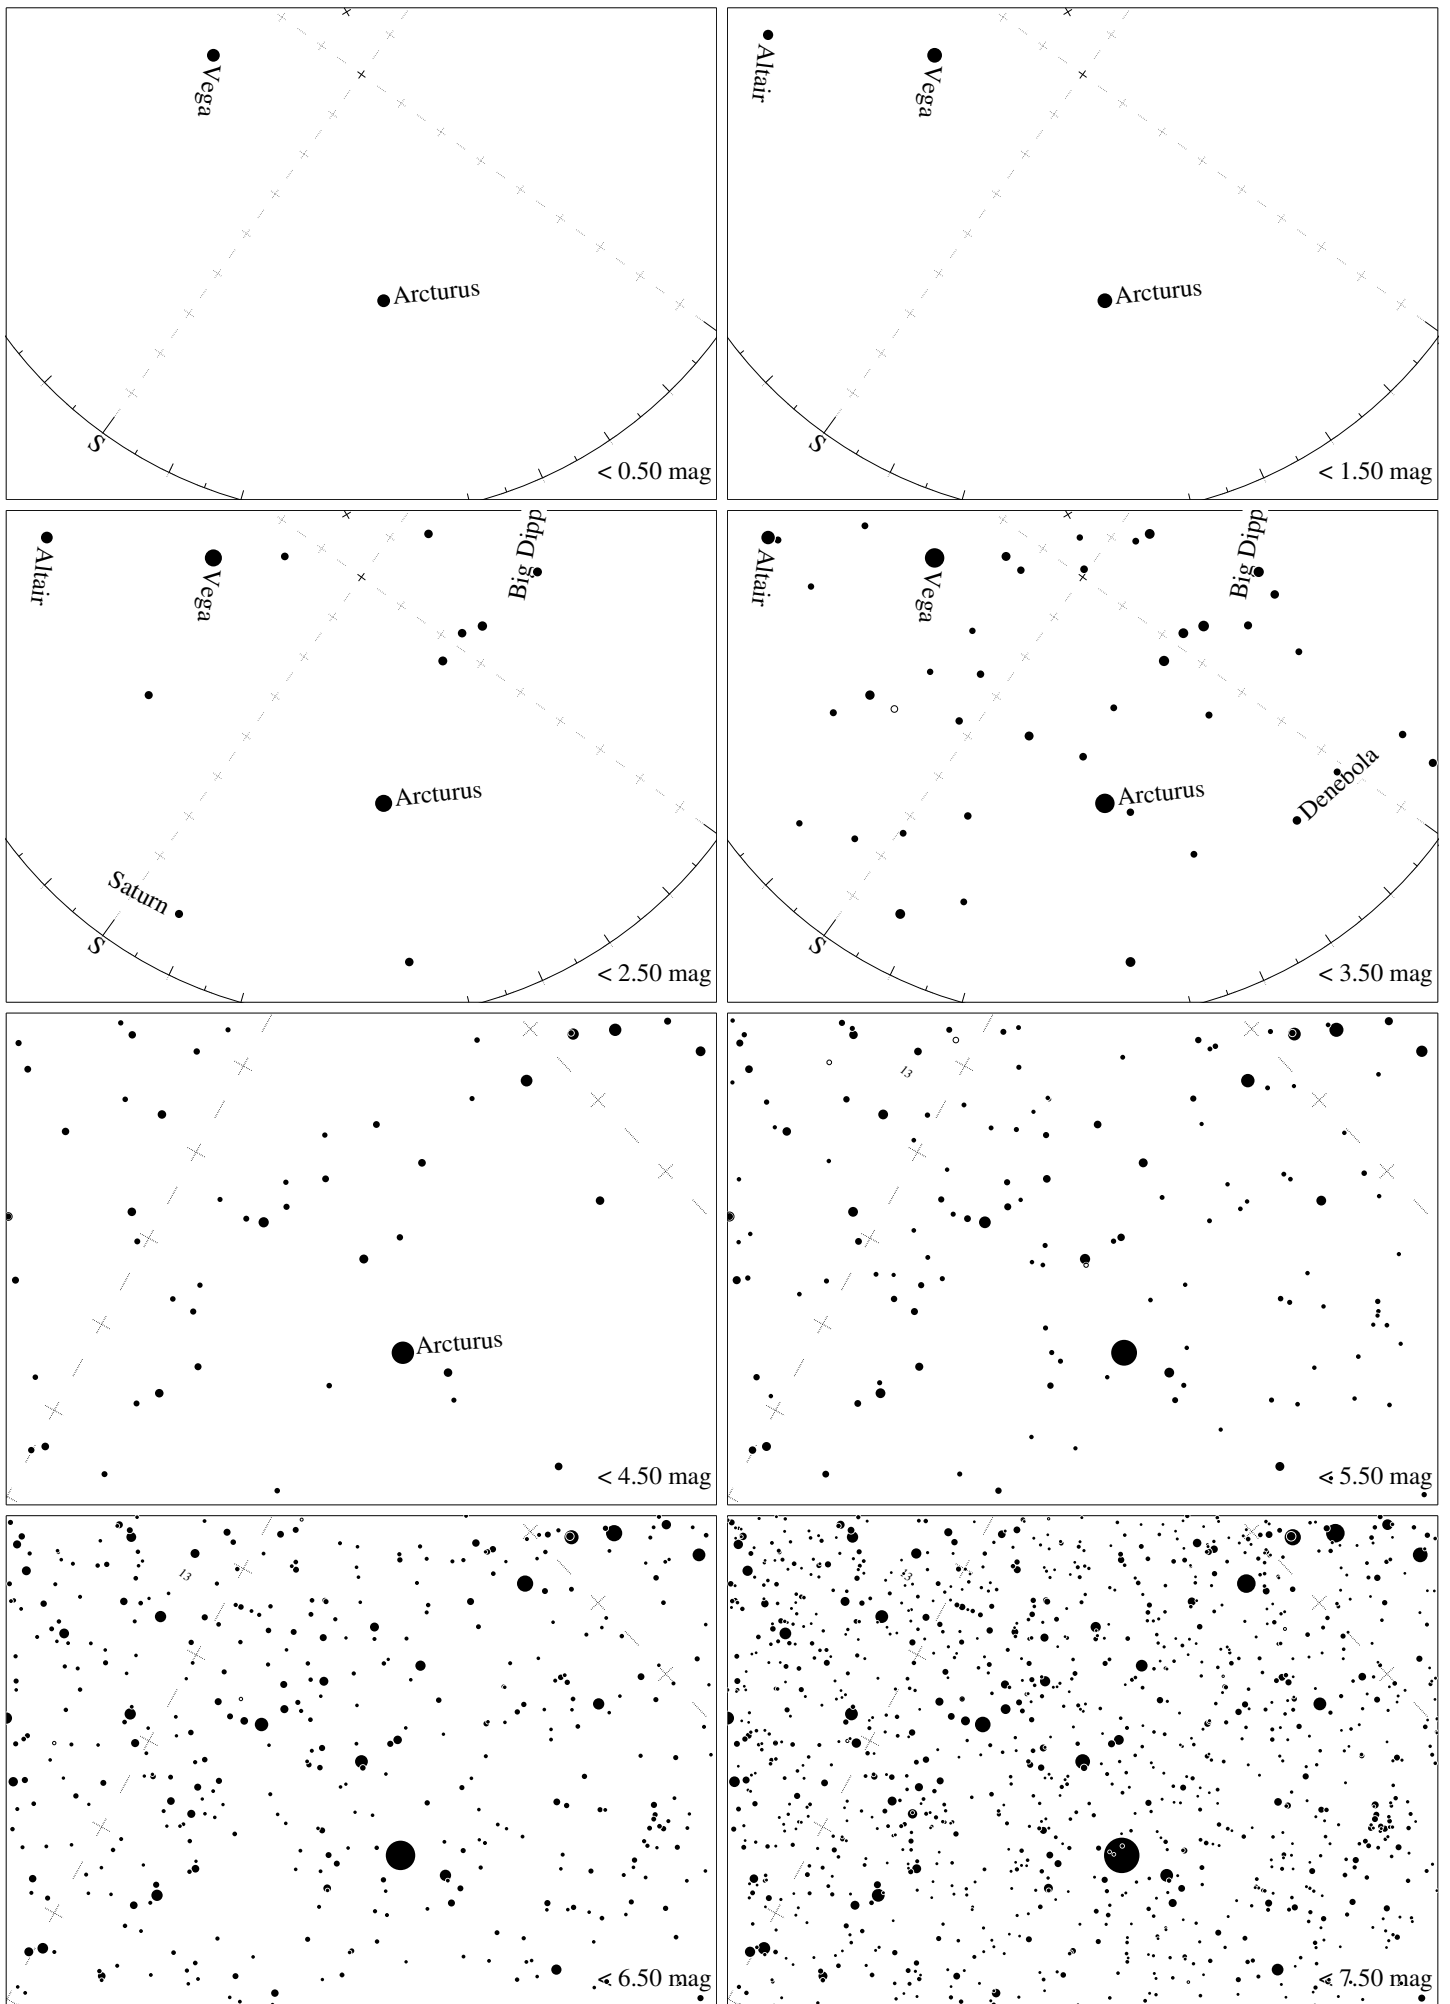 Vega
Arcturus
S
< 0.50 mag
Altair
Vega
Arcturus
S
< 1.50 mag
Altair
Vega
Big Dipp
Arcturus
Saturn
S
< 2.50 mag
Altair
Vega
Big Dipp
Arcturus
Denebola
S
< 3.50 mag
Arcturus
< 4.50 mag
13
< 5.50 mag
13
< 6.50 mag
13
< 7.50 mag